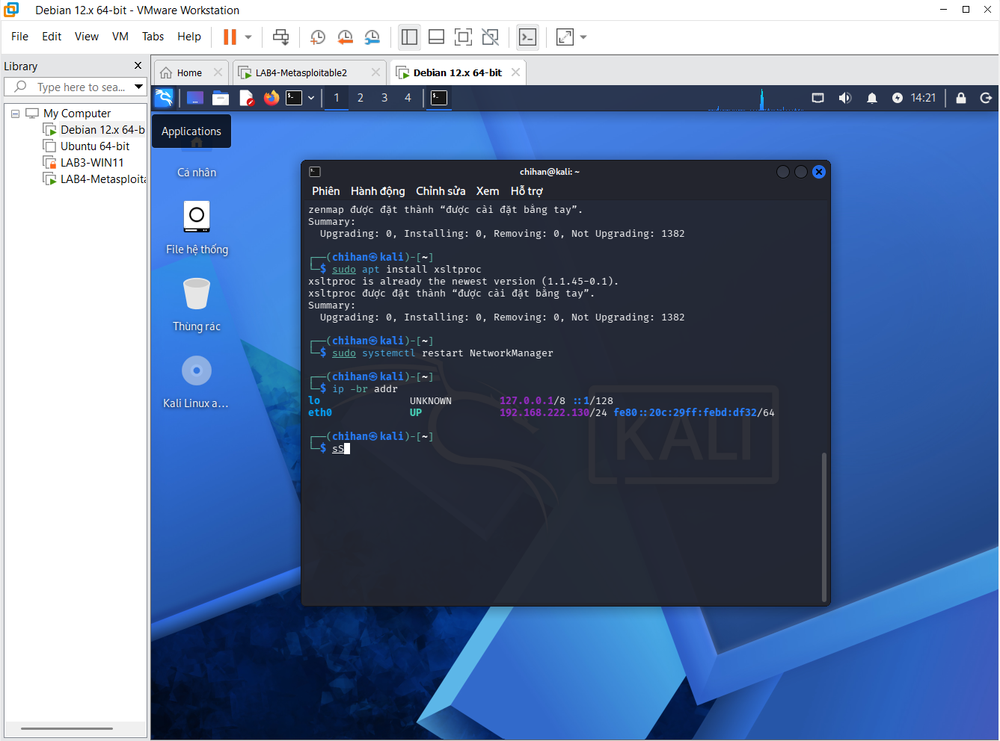 Debian 12.x 64-bit - VMware Workstation
File Edit View VM Tabs Help
Library
Type here to sea...
My Computer
Debian 12.x 64-b
Ubuntu 64-bit
LAB3-WIN11
LAB4-Metasploita
Home
LAB4-Metasploitable2
Debian 12.x 64-bit
1 2 3 4
14:21
Applications
Cá nhân
File hệ thống
Thùng rác
Kali Linux a...
chihan@kali: ~
Phiên Hành động Chỉnh sửa Xem Hỗ trợ
zenmap được đặt thành “được cài đặt bằng tay”.
Summary:
  Upgrading: 0, Installing: 0, Removing: 0, Not Upgrading: 1382
┌──(chihan㉿kali)-[~]
└─$ sudo apt install xsltproc
xsltproc is already the newest version (1.1.45-0.1).
xsltproc được đặt thành “được cài đặt bằng tay”.
Summary:
  Upgrading: 0, Installing: 0, Removing: 0, Not Upgrading: 1382
┌──(chihan㉿kali)-[~]
└─$ sudo systemctl restart NetworkManager
┌──(chihan㉿kali)-[~]
└─$ ip -br addr
lo UNKNOWN 127.0.0.1/8 ::1/128
eth0 UP 192.168.222.130/24 fe80::20c:29ff:febd:df32/64
┌──(chihan㉿kali)-[~]
└─$ sS
KALI